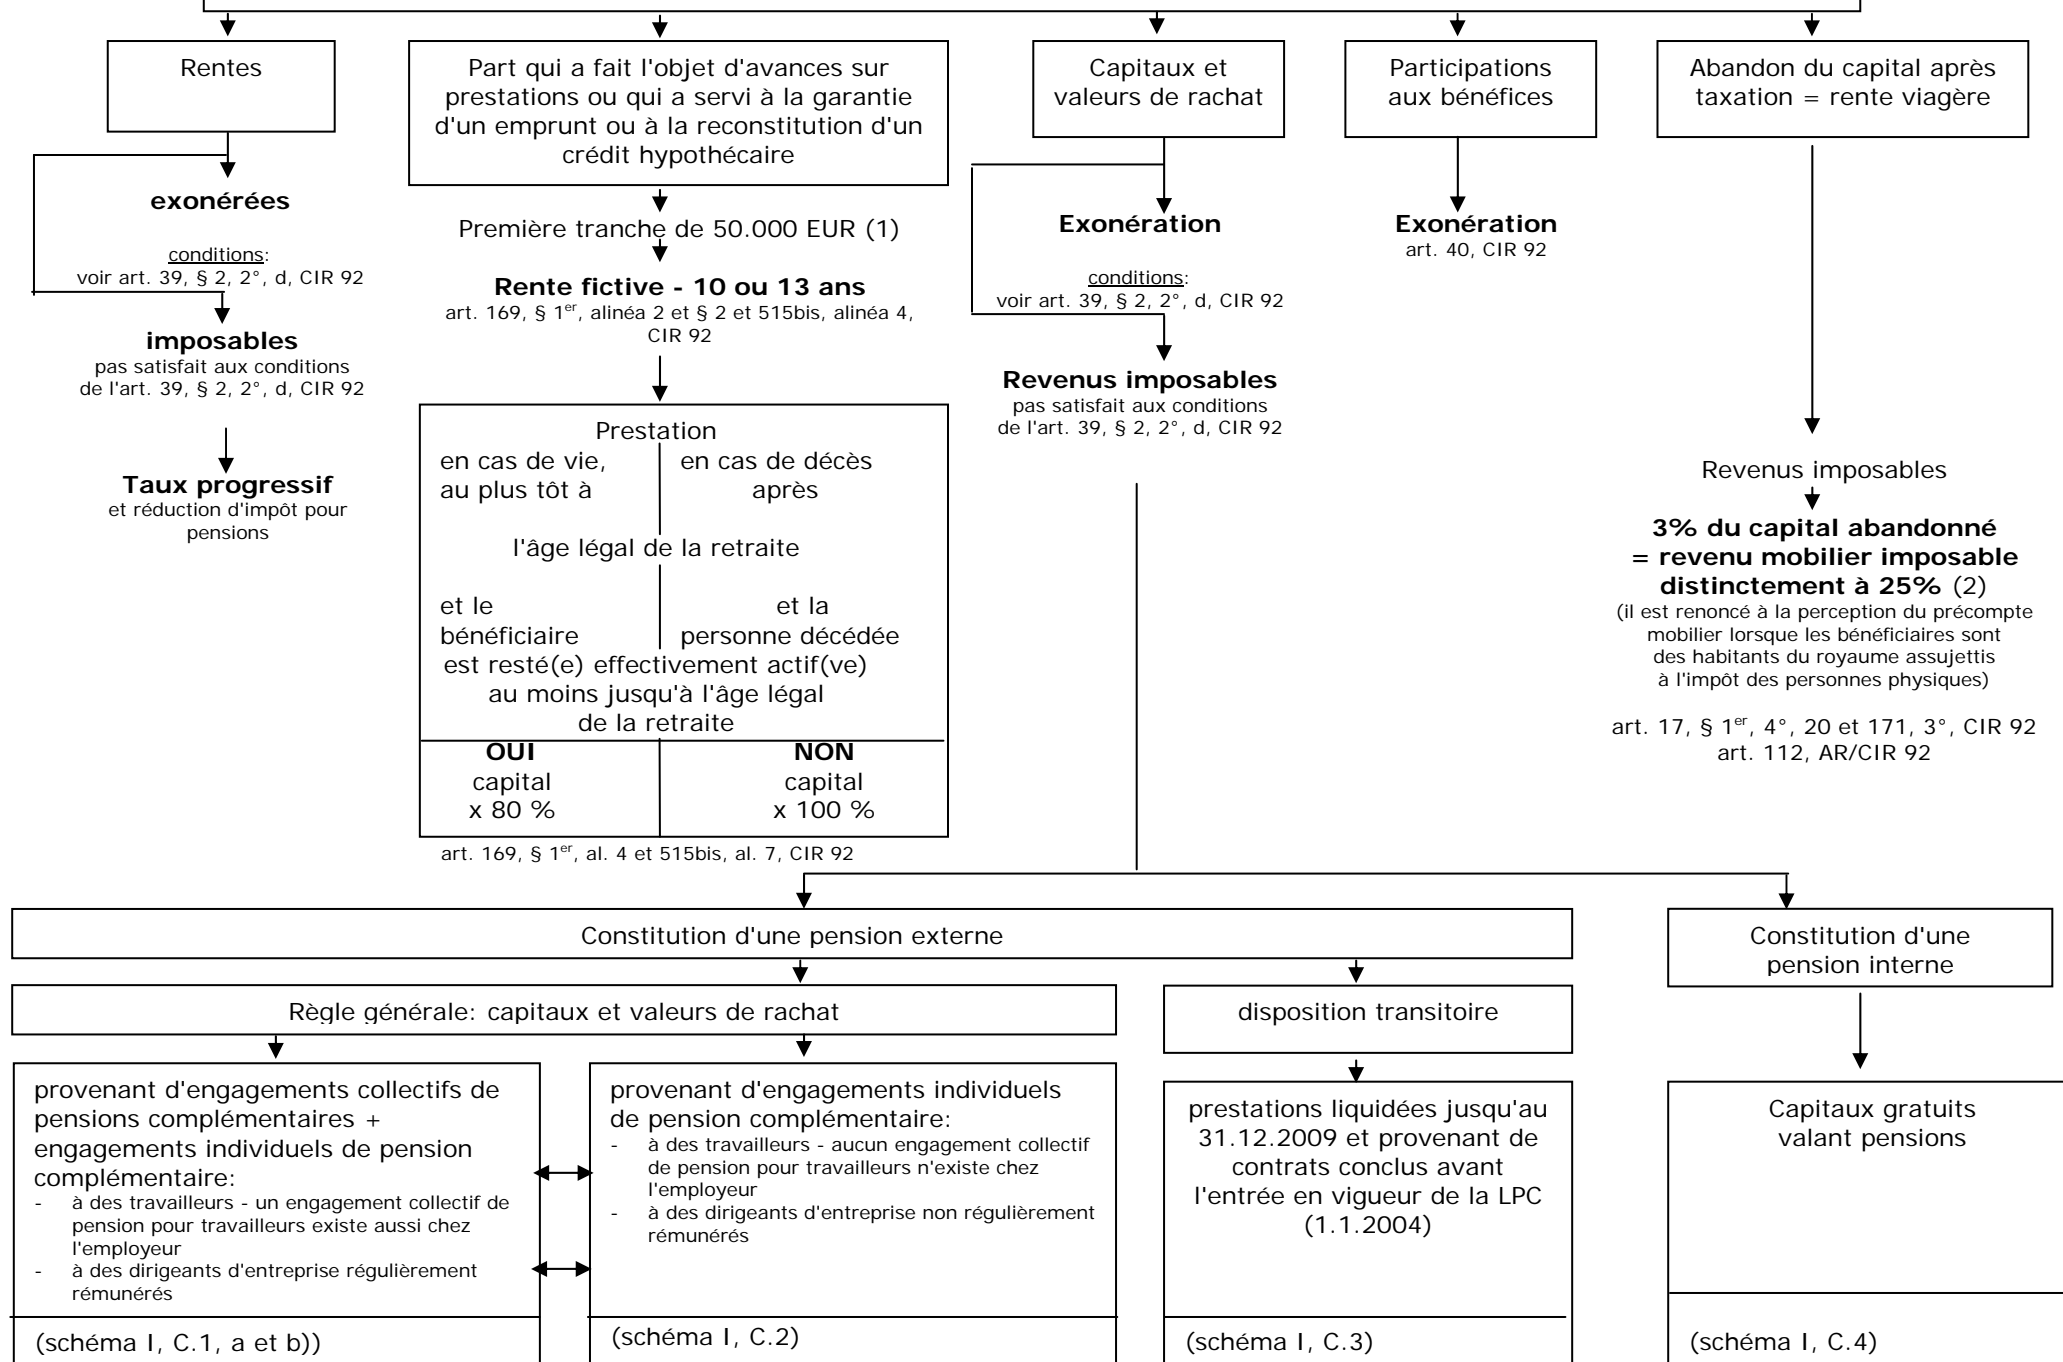 Rentes
Part qui a fait l'objet d'avances sur
prestations ou qui a servi à la garantie
d'un emprunt ou à la reconstitution d'un
crédit hypothécaire
Capitaux et
valeurs de rachat
Participations
aux bénéfices
Abandon du capital après
taxation = rente viagère
exonérées
conditions:
voir art. 39, § 2, 2°, d, CIR 92
imposables
pas satisfait aux conditions
de l'art. 39, § 2, 2°, d, CIR 92
Taux progressif
et réduction d'impôt pour
pensions
Première tranche de 50.000 EUR (1)
Rente fictive - 10 ou 13 ans
art. 169, § 1er, alinéa 2 et § 2 et 515bis, alinéa 4,
CIR 92
Prestation
en cas de vie,
au plus tôt à
en cas de décès
après
l'âge légal de la retraite
et le
bénéficiaire
et la
personne décédée
est resté(e) effectivement actif(ve)
au moins jusqu'à l'âge légal
de la retraite
OUI
capital
x 80 %
NON
capital
x 100 %
art. 169, § 1er, al. 4 et 515bis, al. 7, CIR 92
Exonération
conditions:
voir art. 39, § 2, 2°, d, CIR 92
Revenus imposables
pas satisfait aux conditions
de l'art. 39, § 2, 2°, d, CIR 92
Exonération
art. 40, CIR 92
Revenus imposables
3% du capital abandonné
= revenu mobilier imposable
distinctement à 25% (2)
(il est renoncé à la perception du précompte
mobilier lorsque les bénéficiaires sont
des habitants du royaume assujettis
à l'impôt des personnes physiques)
art. 17, § 1er, 4°, 20 et 171, 3°, CIR 92
art. 112, AR/CIR 92
Constitution d'une pension externe
Constitution d'une
pension interne
Règle générale: capitaux et valeurs de rachat
disposition transitoire
provenant d'engagements collectifs de
pensions complémentaires +
engagements individuels de pension
complémentaire:
- à des travailleurs - un engagement collectif de
pension pour travailleurs existe aussi chez
l'employeur
- à des dirigeants d'entreprise régulièrement
rémunérés
(schéma I, C.1, a et b))
provenant d'engagements individuels
de pension complémentaire:
- à des travailleurs - aucun engagement collectif
de pension pour travailleurs n'existe chez
l'employeur
- à des dirigeants d'entreprise non régulièrement
rémunérés
(schéma I, C.2)
prestations liquidées jusqu'au
31.12.2009 et provenant de
contrats conclus avant
l'entrée en vigueur de la LPC
(1.1.2004)
(schéma I, C.3)
Capitaux gratuits
valant pensions
(schéma I, C.4)